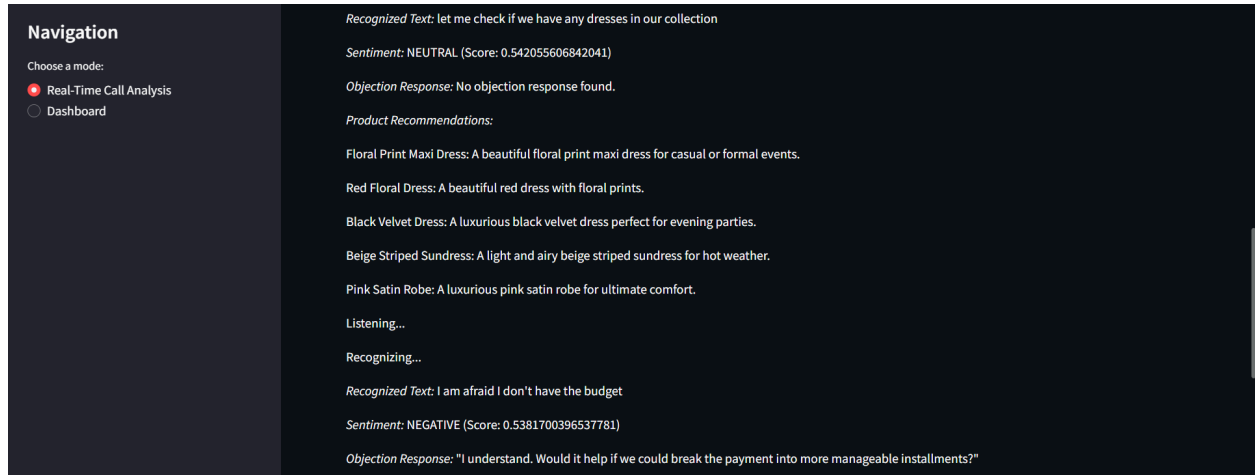 Navigation
Choose a mode:
Real-Time Call Analysis
Dashboard
Recognized Text: let me check if we have any dresses in our collection
Sentiment: NEUTRAL (Score: 0.542055606842041)
Objection Response: No objection response found.
Product Recommendations:
Floral Print Maxi Dress: A beautiful floral print maxi dress for casual or formal events.
Red Floral Dress: A beautiful red dress with floral prints.
Black Velvet Dress: A luxurious black velvet dress perfect for evening parties.
Beige Striped Sundress: A light and airy beige striped sundress for hot weather.
Pink Satin Robe: A luxurious pink satin robe for ultimate comfort.
Listening...
Recognizing...
Recognized Text: I am afraid I don't have the budget
Sentiment: NEGATIVE (Score: 0.5381700396537781)
Objection Response: "I understand. Would it help if we could break the payment into more manageable installments?"